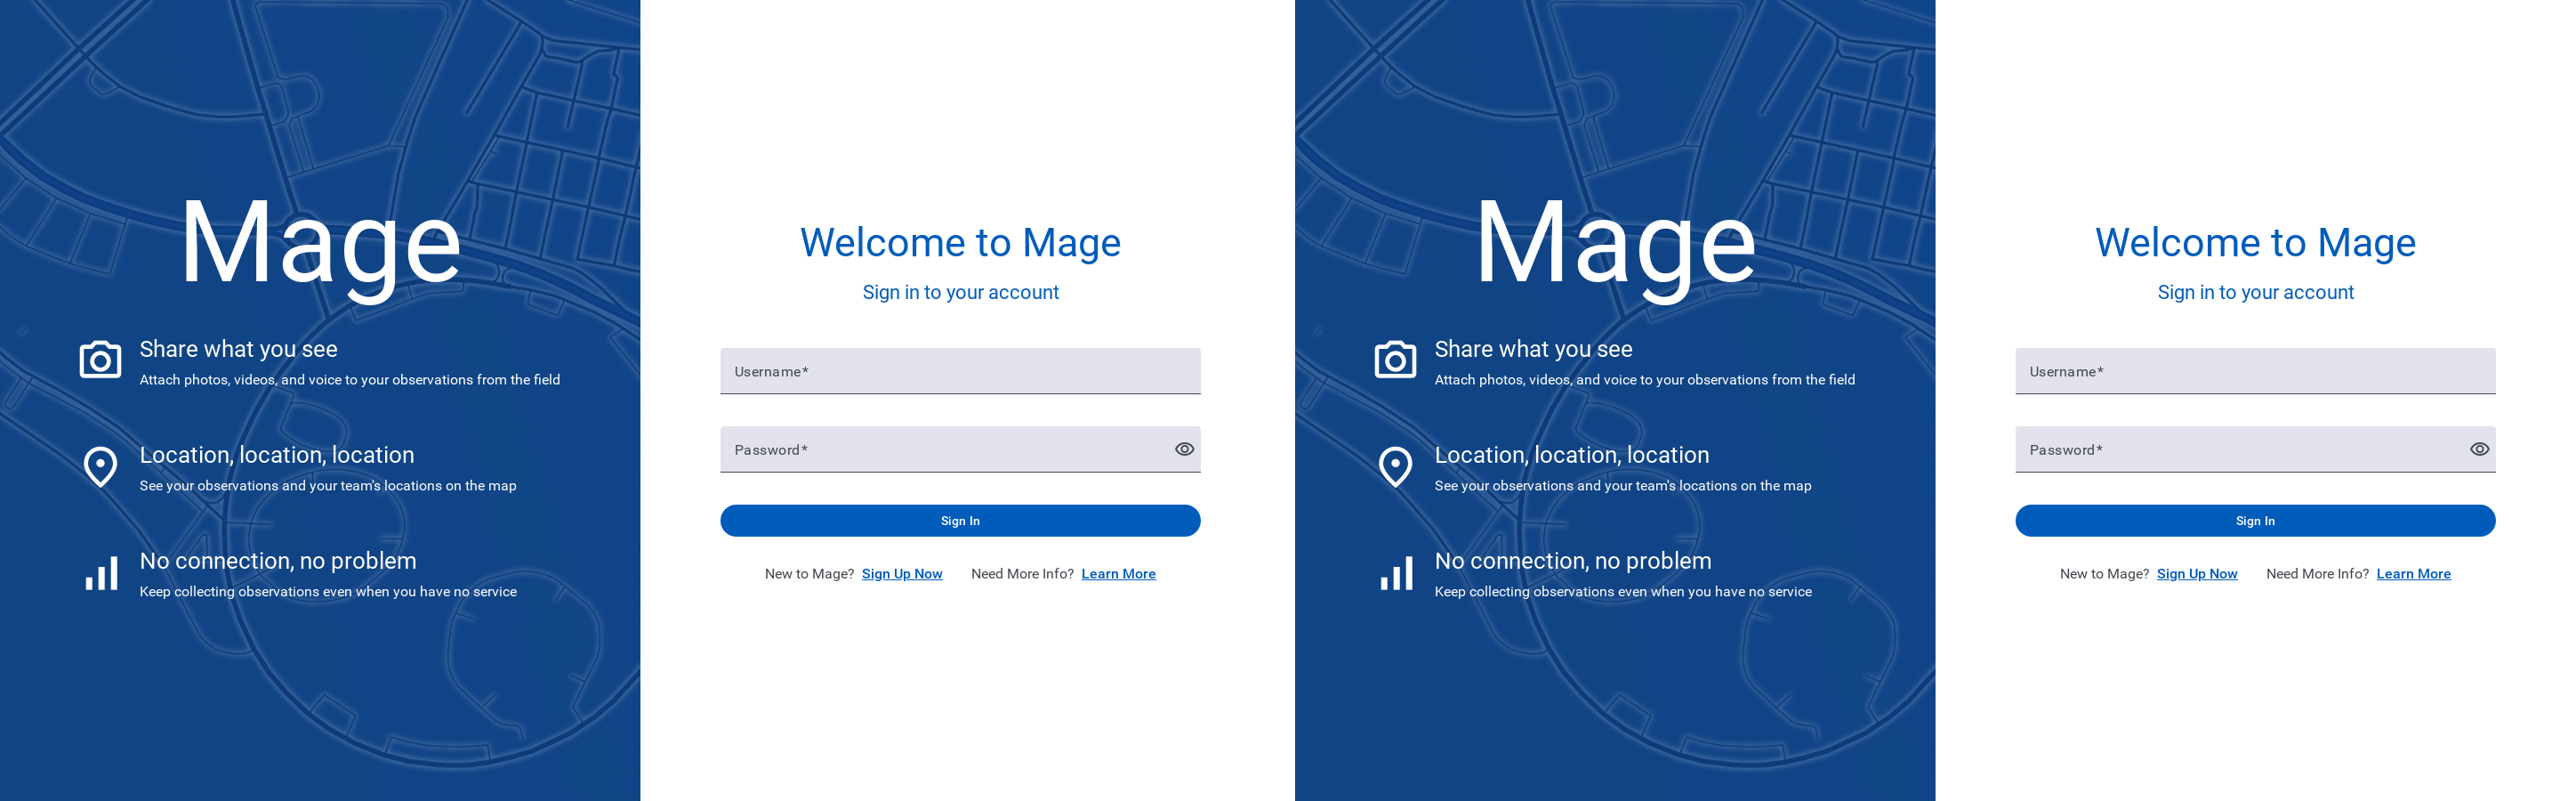 Mage
Share what you see
Attach photos, videos, and voice to your observations from the field
Location, location, location
See your observations and your team's locations on the map
No connection, no problem
Keep collecting observations even when you have no service
Welcome to Mage
Sign in to your account
Username*
Password*
Sign In
New to Mage? Sign Up Now Need More Info? Learn More
Mage
Share what you see
Attach photos, videos, and voice to your observations from the field
Location, location, location
See your observations and your team's locations on the map
No connection, no problem
Keep collecting observations even when you have no service
Welcome to Mage
Sign in to your account
Username*
Password*
Sign In
New to Mage? Sign Up Now Need More Info? Learn More